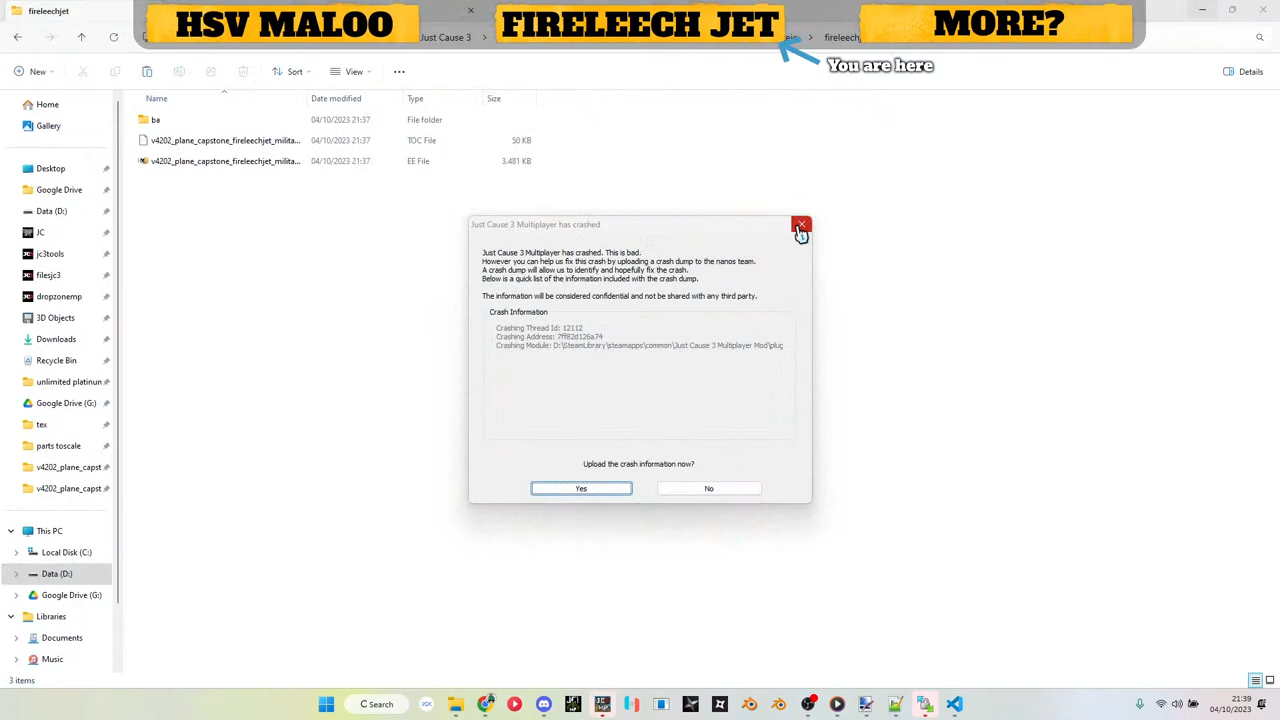 fireleech
HSV MALOO
FIRELEECH JET
MORE?
Just Cause 3
fireleech
You are here
New
Sort
View
Details
Name
Date modified
Type
Size
Home
Gallery
ba
04/10/2023 21:37
File folder
v4202_plane_capstone_fireleechjet_milita...
04/10/2023 21:37
TOC File
50 KB
v4202_plane_capstone_fireleechjet_milita...
04/10/2023 21:37
EE File
3.481 KB
Desktop
Google Drive
Data (D:)
JC
jc3tools
filesjc3
dropzonemp
3D Objects
Downloads
Recycle Bin
unlimited platinun
Google Drive (G:)
tex
parts toscale
v4202_plane_capst
v4202_plane_capst
This PC
Local Disk (C:)
Data (D:)
Google Drive (G:)
Libraries
Documents
Music
Just Cause 3 Multiplayer has crashed
Just Cause 3 Multiplayer has crashed. This is bad.
However you can help us fix this crash by uploading a crash dump to the nanos team.
A crash dump will allow us to identify and hopefully fix the crash.
Below is a quick list of the information included with the crash dump.
The information will be considered confidential and not be shared with any third party.
Crash Information
Crashing Thread Id: 12112
Crashing Address: 7ff82d126a74
Crashing Module: D:\SteamLibrary\steamapps\common\Just Cause 3 Multiplayer Mod\plug
Upload the crash information now?
Yes
No
3 items
Search
21:39
04/10/2023